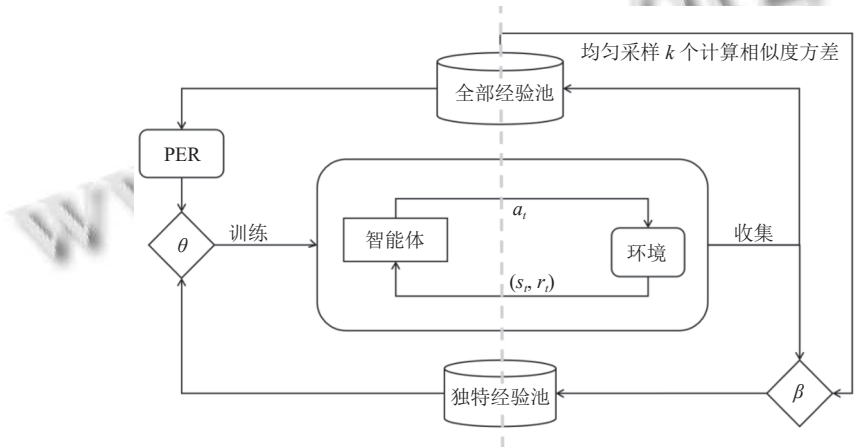 均匀采样 k 个计算相似度方差
全部经验池
PER
θ
训练
智能体
a_t
环境
(s_t, r_t)
收集
独特经验池
β